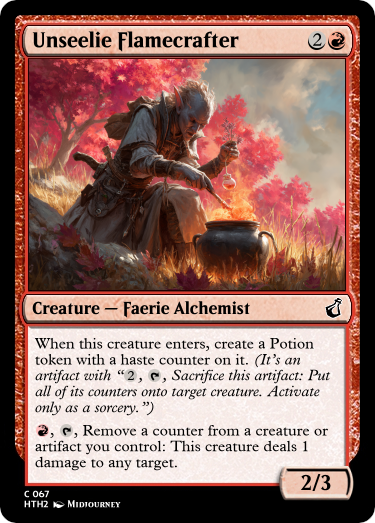 Unseelie Flamecrafter 2
Creature — Faerie Alchemist
When this creature enters, create a Potion
token with a haste counter on it. (It's an
artifact with “2, , Sacrifice this artifact: Put
all of its counters onto target creature. Activate
only as a sorcery.”)
, , Remove a counter from a creature or
artifact you control: This creature deals 1
damage to any target.
2/3
C 067
HTH2 Midjourney